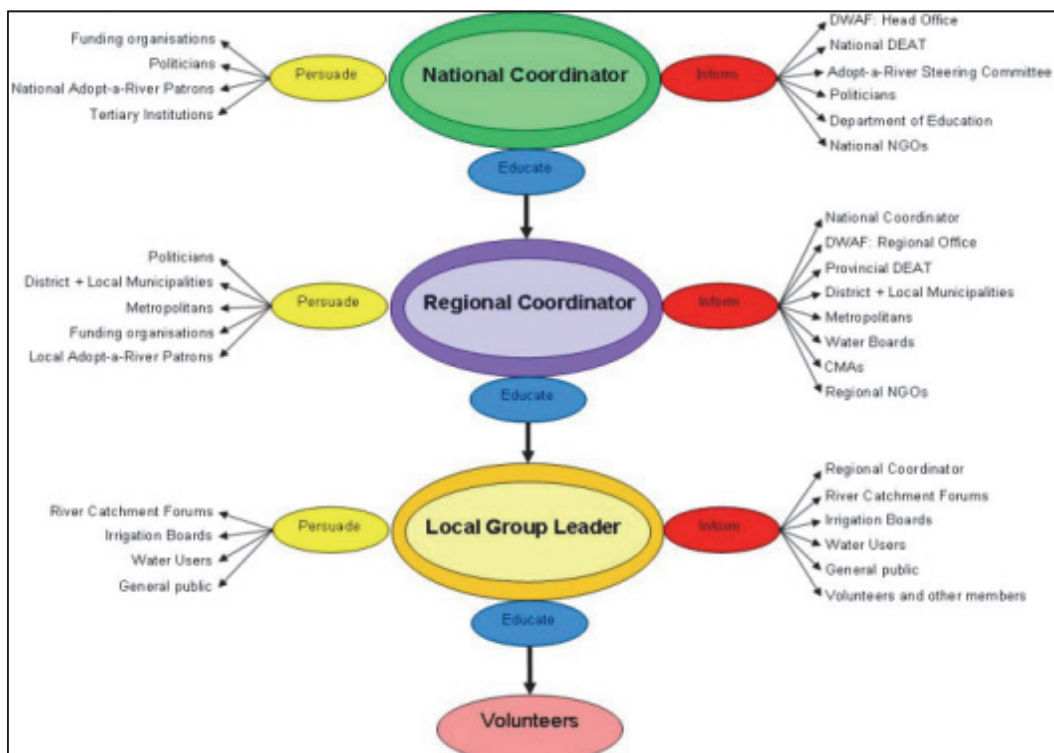 Funding organisations
Politicians
National Adopt-a-River Patrons
Tertiary Institutions
Persuade
National Coordinator
Inform
DWAF: Head Office
National DEAT
Adopt-a-River Steering Committee
Politicians
Department of Education
National NGOs
Educate
Politicians
District + Local Municipalities
Metropolitans
Funding organisations
Local Adopt-a-River Patrons
Persuade
Regional Coordinator
Inform
National Coordinator
DWAF: Regional Office
Provincial DEAT
District + Local Municipalities
Metropolitans
Water Boards
CMAs
Regional NGOs
Educate
River Catchment Forums
Irrigation Boards
Water Users
General public
Persuade
Local Group Leader
Inform
Regional Coordinator
River Catchment Forums
Irrigation Boards
Water Users
General public
Volunteers and other members
Educate
Volunteers